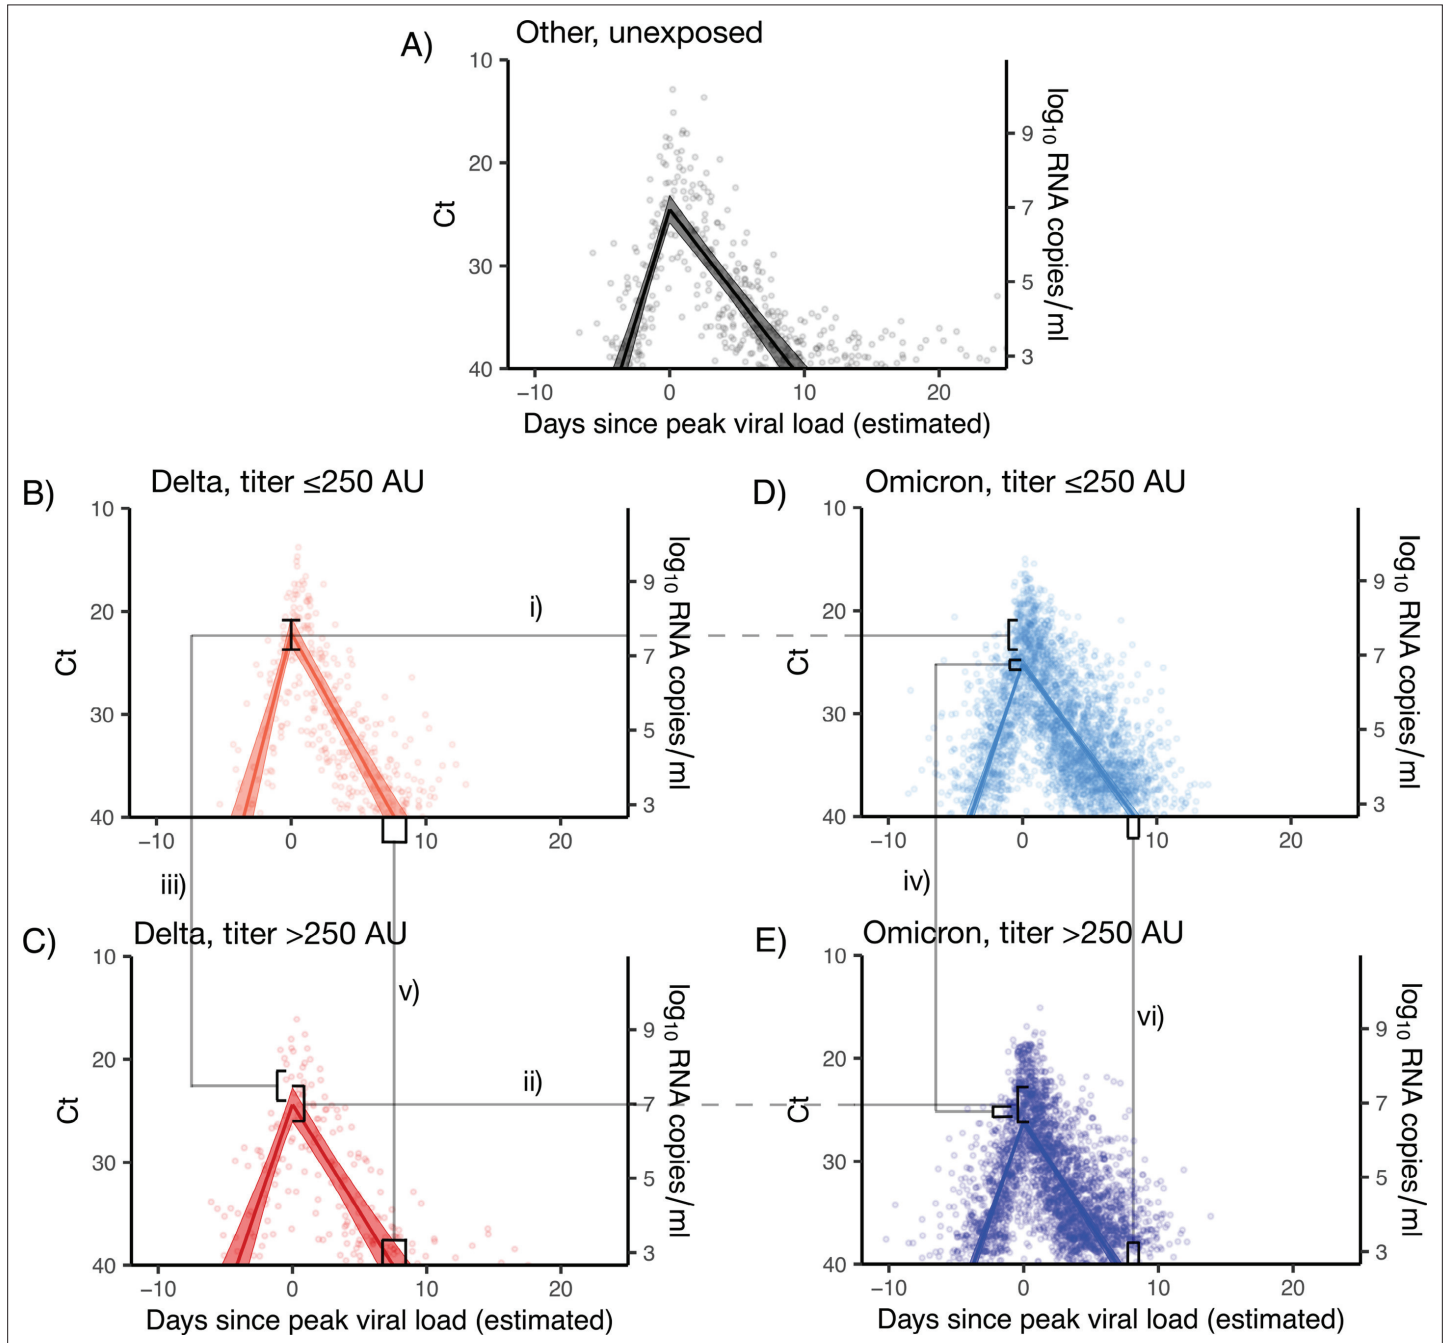 A) Other, unexposed
10
20
30
40
Ct
9
7
5
3
log₁₀ RNA copies/ml
−10 0 10 20
Days since peak viral load (estimated)
B) Delta, titer ≤250 AU
10
20
30
40
Ct
9
7
5
3
log₁₀ RNA copies/ml
−10 0 10 20
i)
D) Omicron, titer ≤250 AU
10
20
30
40
Ct
9
7
5
3
log₁₀ RNA copies/ml
−10 0 10 20
iii)
iv)
C) Delta, titer >250 AU
10
20
30
40
Ct
9
7
5
3
log₁₀ RNA copies/ml
v)
ii)
−10 0 10 20
Days since peak viral load (estimated)
E) Omicron, titer >250 AU
10
20
30
40
Ct
9
7
5
3
log₁₀ RNA copies/ml
vi)
−10 0 10 20
Days since peak viral load (estimated)